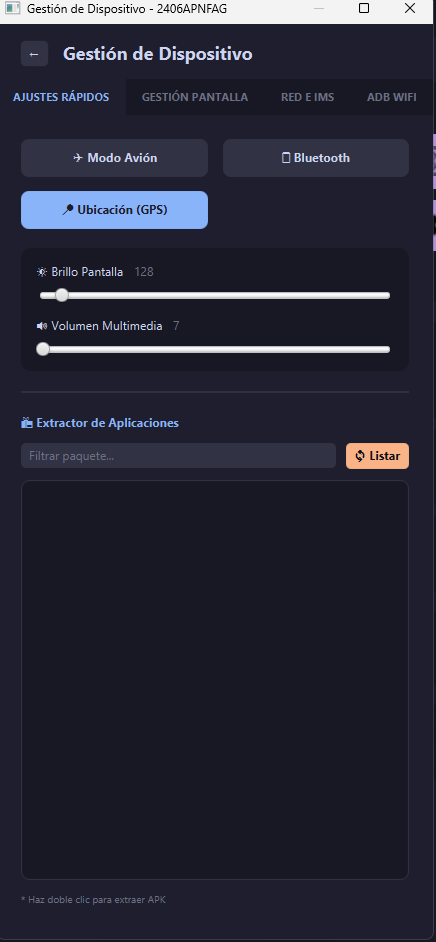 Gestión de Dispositivo - 2406APNFAG
← Gestión de Dispositivo
AJUSTES RÁPIDOS GESTIÓN PANTALLA RED E IMS ADB WIFI
✈ Modo Avión Bluetooth
Ubicación (GPS)
Brillo Pantalla 128
Volumen Multimedia 7
Extractor de Aplicaciones
Filtrar paquete... Listar
* Haz doble clic para extraer APK